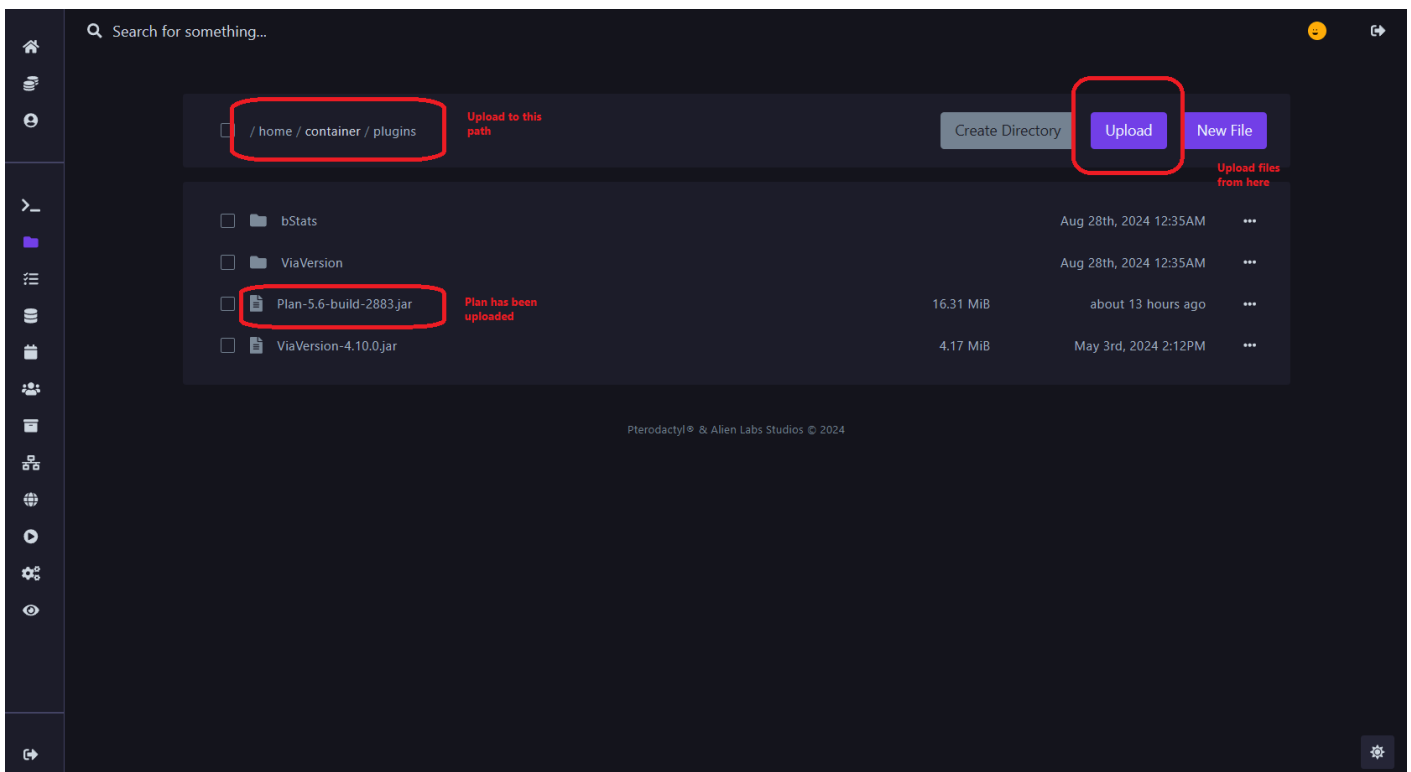 Search for something...
/ home / container / plugins
Upload to this
path
Create Directory
Upload
New File
Upload files
from here
bStats
Aug 28th, 2024 12:35AM
ViaVersion
Aug 28th, 2024 12:35AM
Plan-5.6-build-2883.jar
Plan has been
uploaded
16.31 MiB
about 13 hours ago
ViaVersion-4.10.0.jar
4.17 MiB
May 3rd, 2024 2:12PM
Pterodactyl® & Alien Labs Studios © 2024